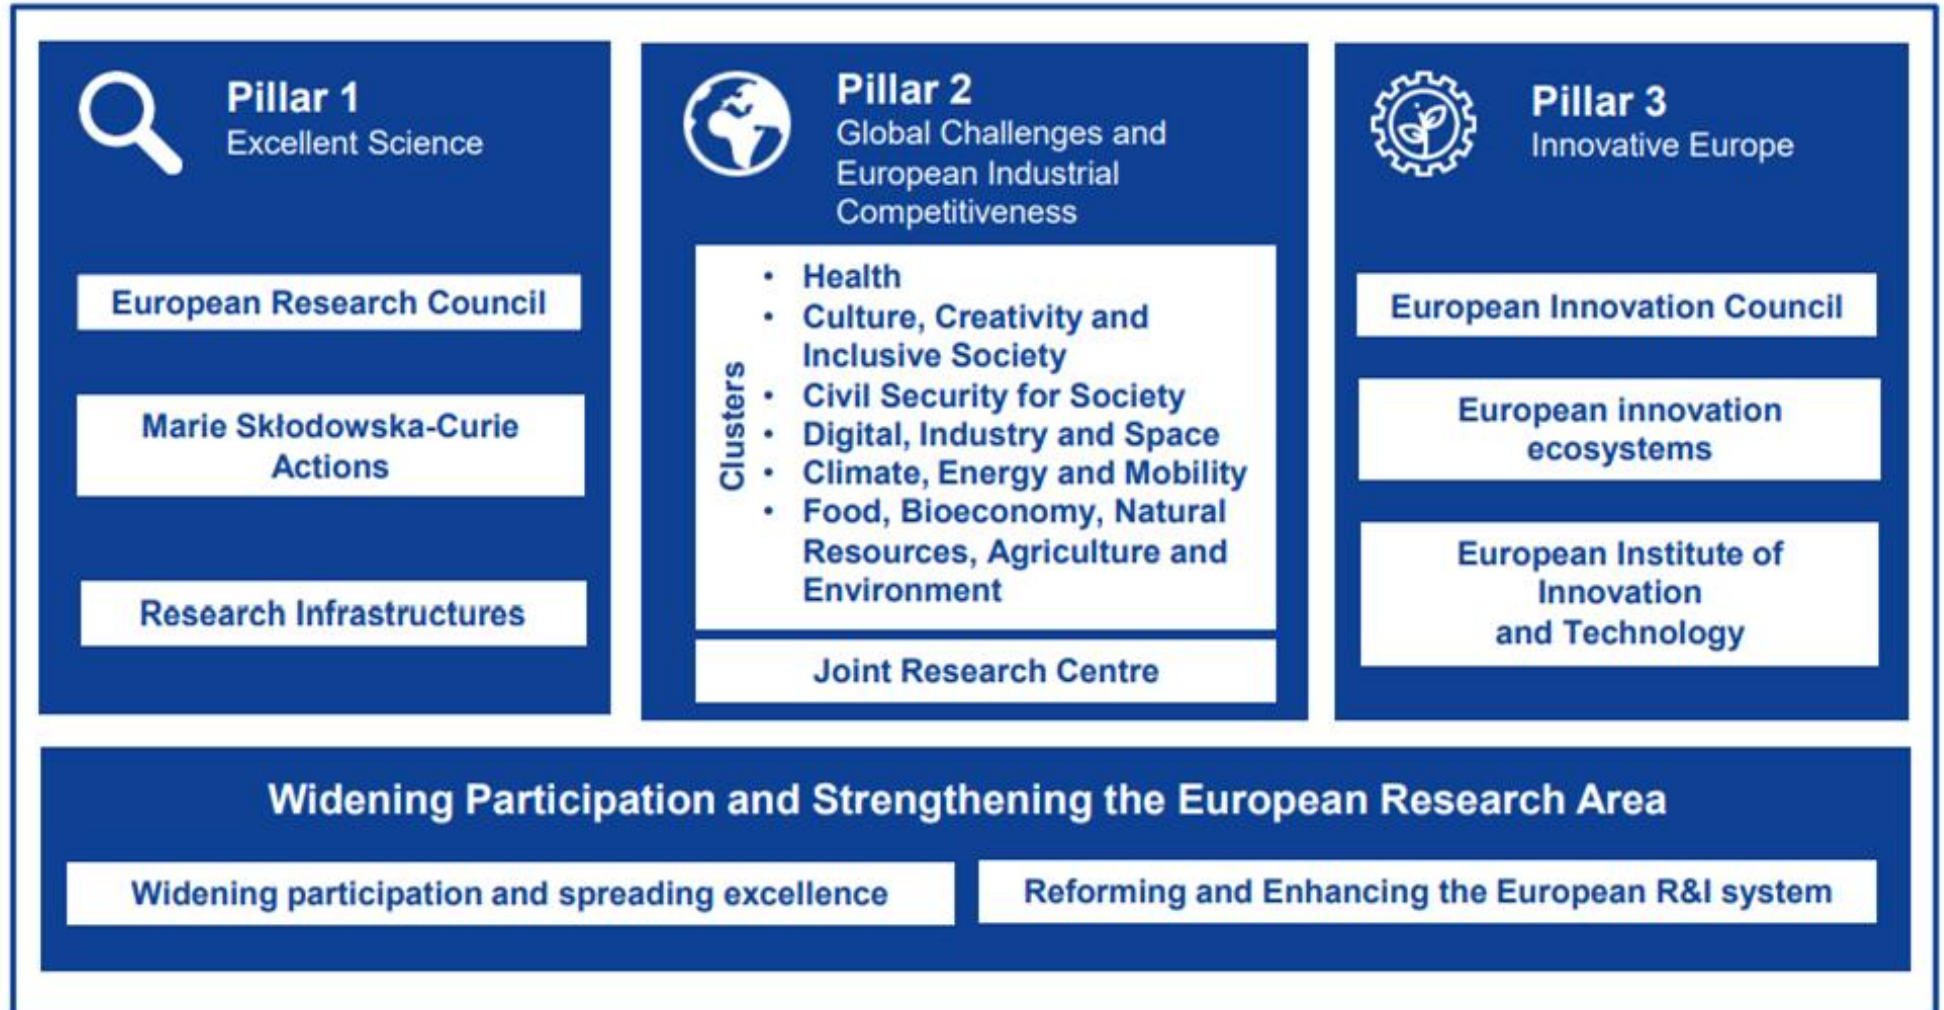 Pillar 1
Excellent Science
European Research Council
Marie Skłodowska-Curie
Actions
Research Infrastructures
Pillar 2
Global Challenges and
European Industrial
Competitiveness
Clusters
• Health
• Culture, Creativity and
Inclusive Society
• Civil Security for Society
• Digital, Industry and Space
• Climate, Energy and Mobility
• Food, Bioeconomy, Natural
Resources, Agriculture and
Environment
Joint Research Centre
Pillar 3
Innovative Europe
European Innovation Council
European innovation
ecosystems
European Institute of
Innovation
and Technology
Widening Participation and Strengthening the European Research Area
Widening participation and spreading excellence
Reforming and Enhancing the European R&I system